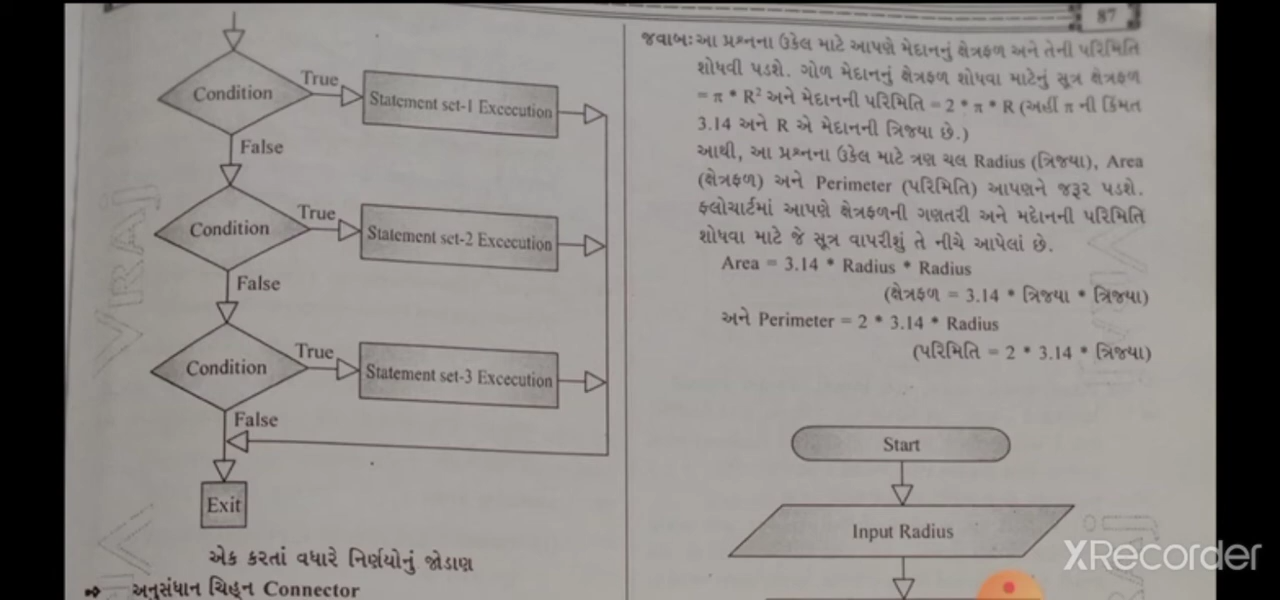 87
True
Condition
Statement set-1 Excecution
False
True
Condition
Statement set-2 Excecution
False
True
Condition
Statement set-3 Excecution
False
Exit
એક કરતાં વધારે નિર્ણયોનું જોડાણ
અનુસંધાન ચિહ્ન Connector
જવાબ: આ પ્રશ્નના ઉકેલ માટે આપણે મેદાનનું ક્ષેત્રફળ અને તેની પરિમિતિ
શોધવી પડશે. ગોળ મેદાનનું ક્ષેત્રફળ શોધવા માટેનું સૂત્ર ક્ષેત્રફળ
= π * R² અને મેદાનની પરિમિતિ = 2 * π * R (અહીં π ની કિંમત
3.14 અને R એ મેદાનની ત્રિજ્યા છે.)
આથી, આ પ્રશ્નના ઉકેલ માટે ત્રણ ચલ Radius (ત્રિજ્યા), Area
(ક્ષેત્રફળ) અને Perimeter (પરિમિતિ) આપણને જરૂર પડશે.
ફ્લોચાર્ટમાં આપણે ક્ષેત્રફળની ગણતરી અને મદેાનની પરિમિતિ
શોધવા માટે જે સૂત્ર વાપરીશું તે નીચે આપેલાં છે.
Area = 3.14 * Radius * Radius
(ક્ષેત્રફળ = 3.14 * ત્રિજ્યા * ત્રિજ્યા)
અને Perimeter = 2 * 3.14 * Radius
(પરિમિતિ = 2 * 3.14 * ત્રિજ્યા)
Start
Input Radius
XRecorder
VIRAJ